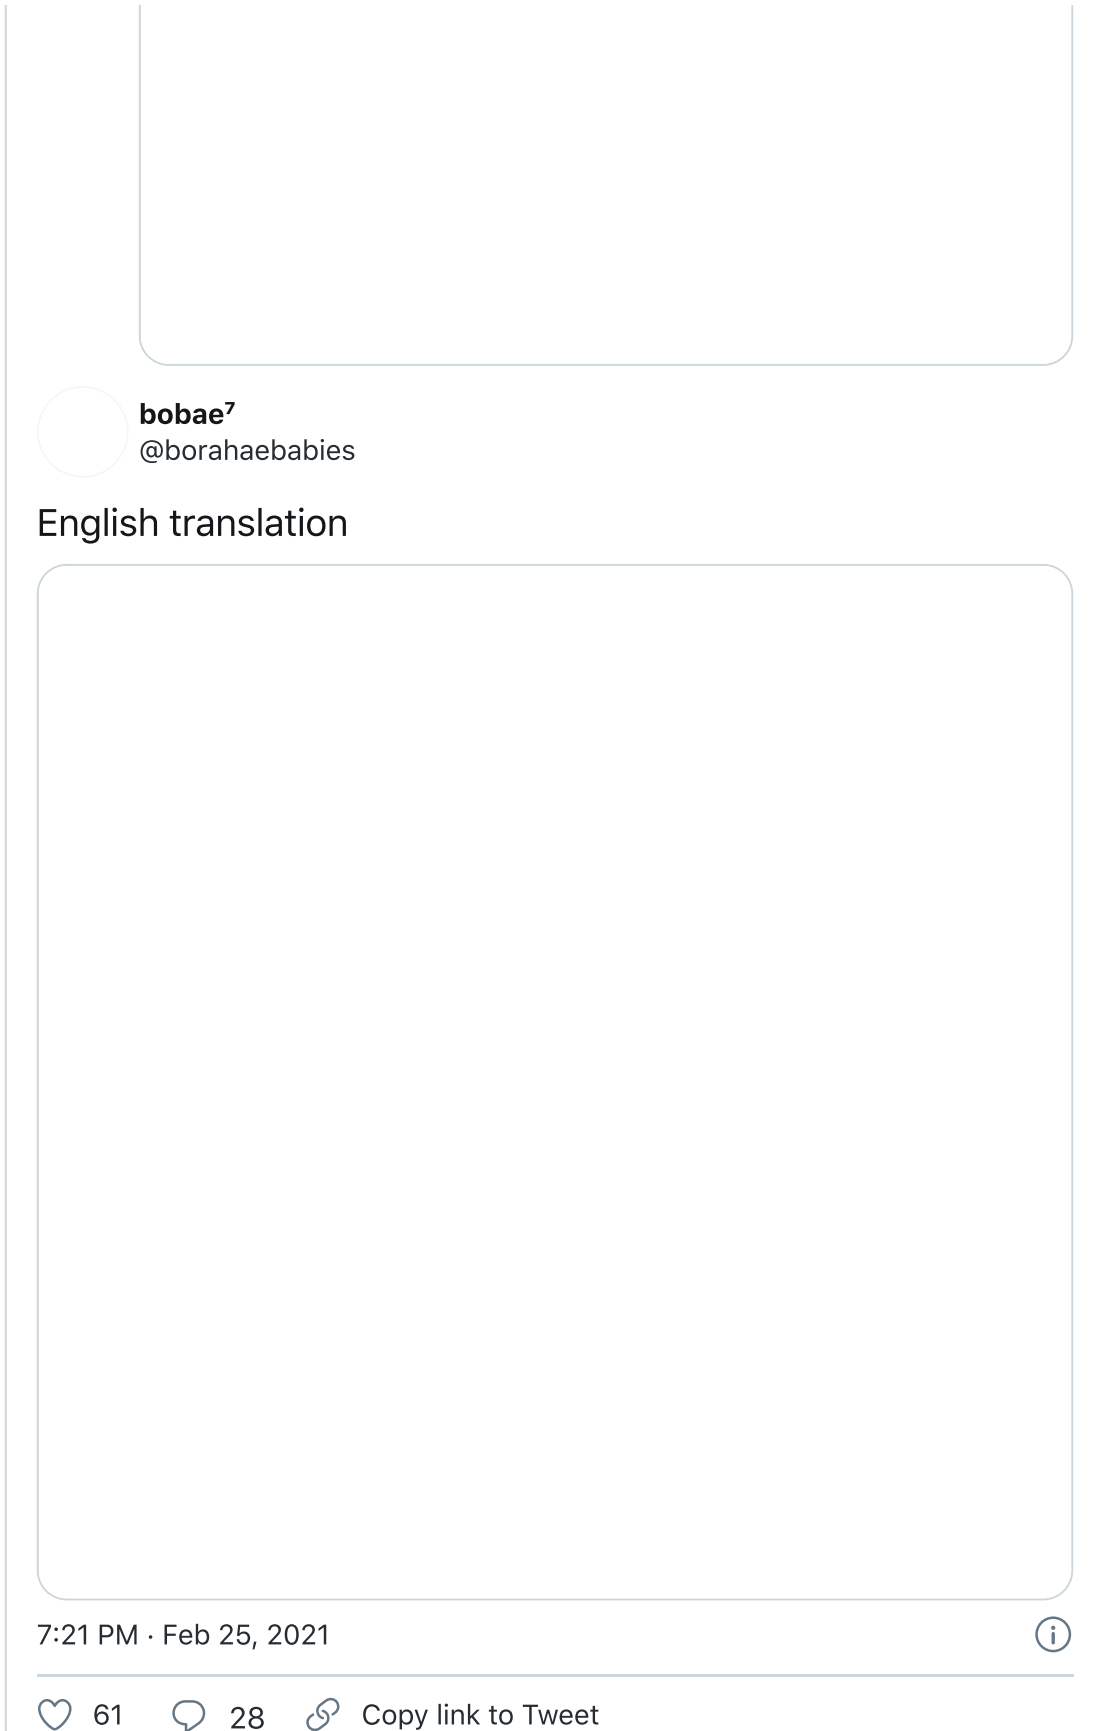 bobae⁷
@borahaebabies
English translation
7:21 PM · Feb 25, 2021
61 28 Copy link to Tweet